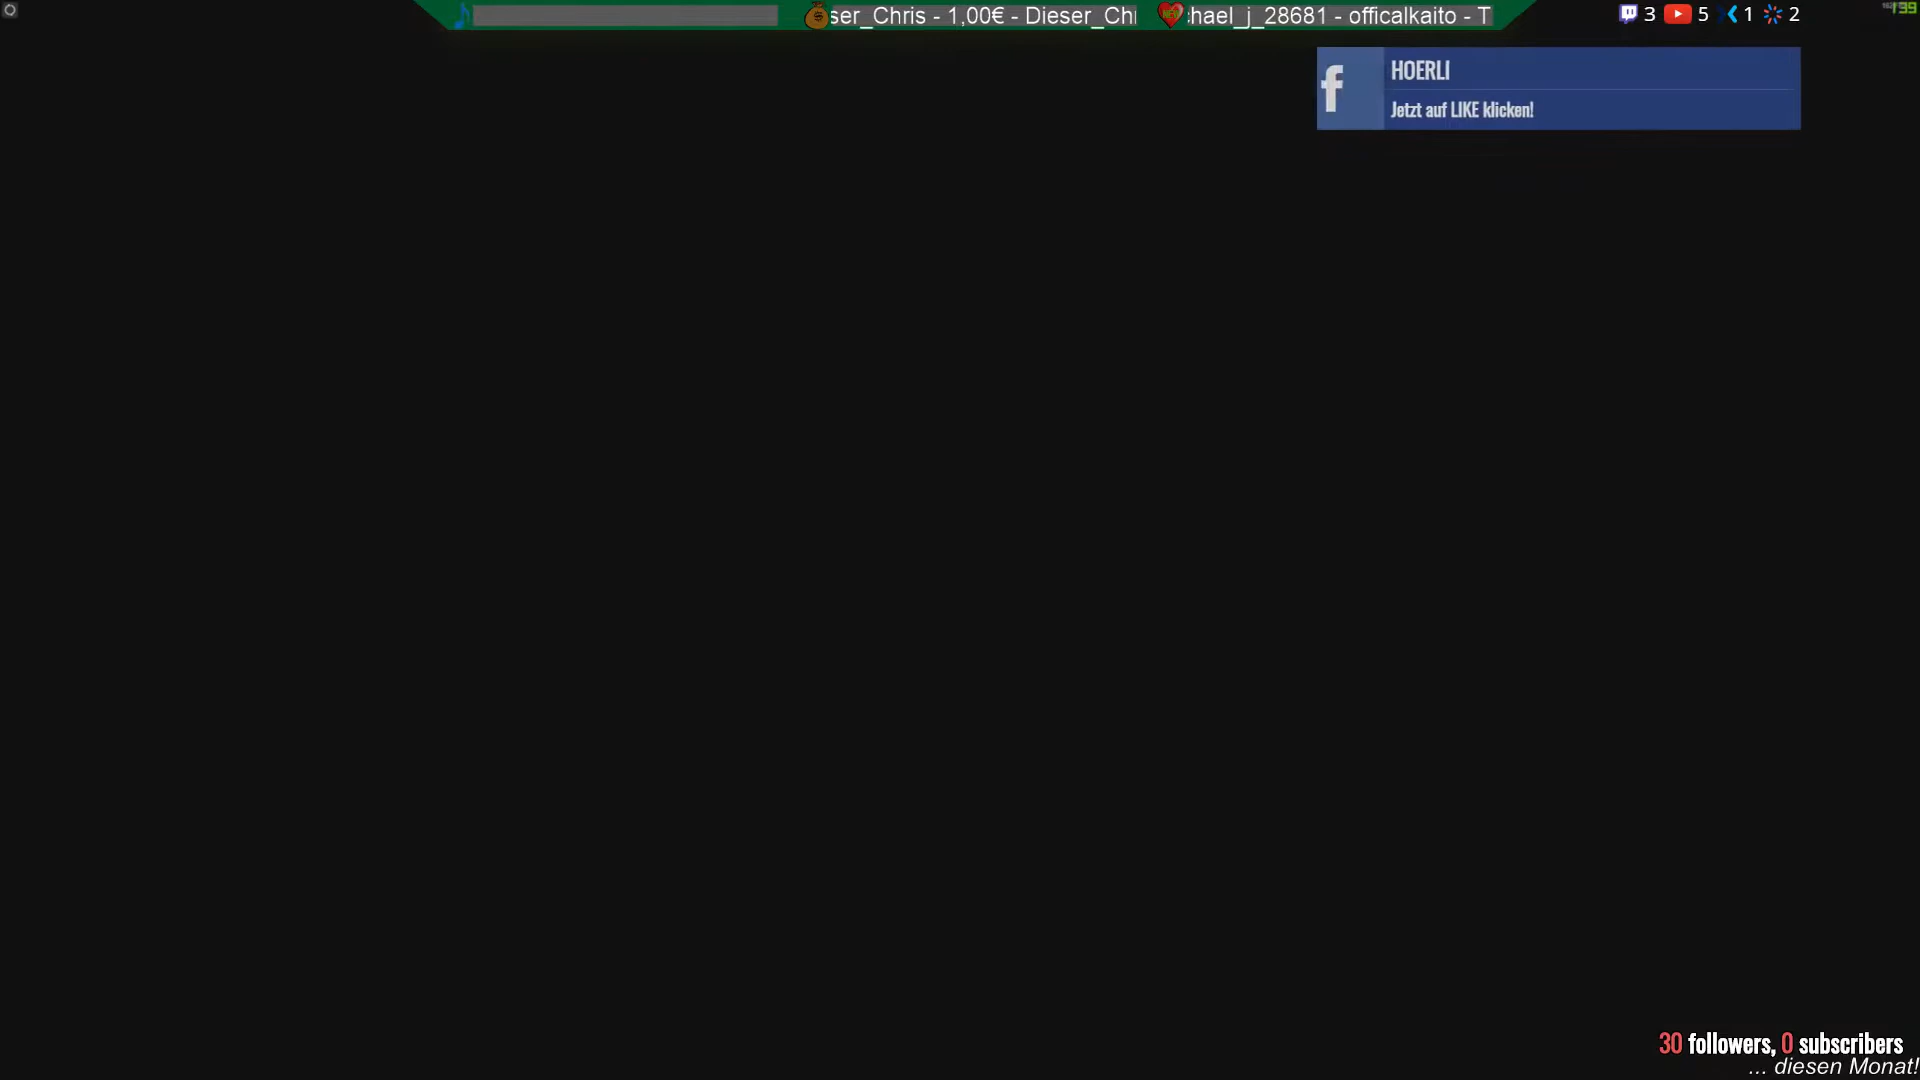 ser_Chris - 1,00€ - Dieser_Chi
hael_j_28681 - officalkaito - T
3 5 1 2
199
HOERLI
Jetzt auf LIKE klicken!
30 followers, 0 subscribers
... diesen Monat!